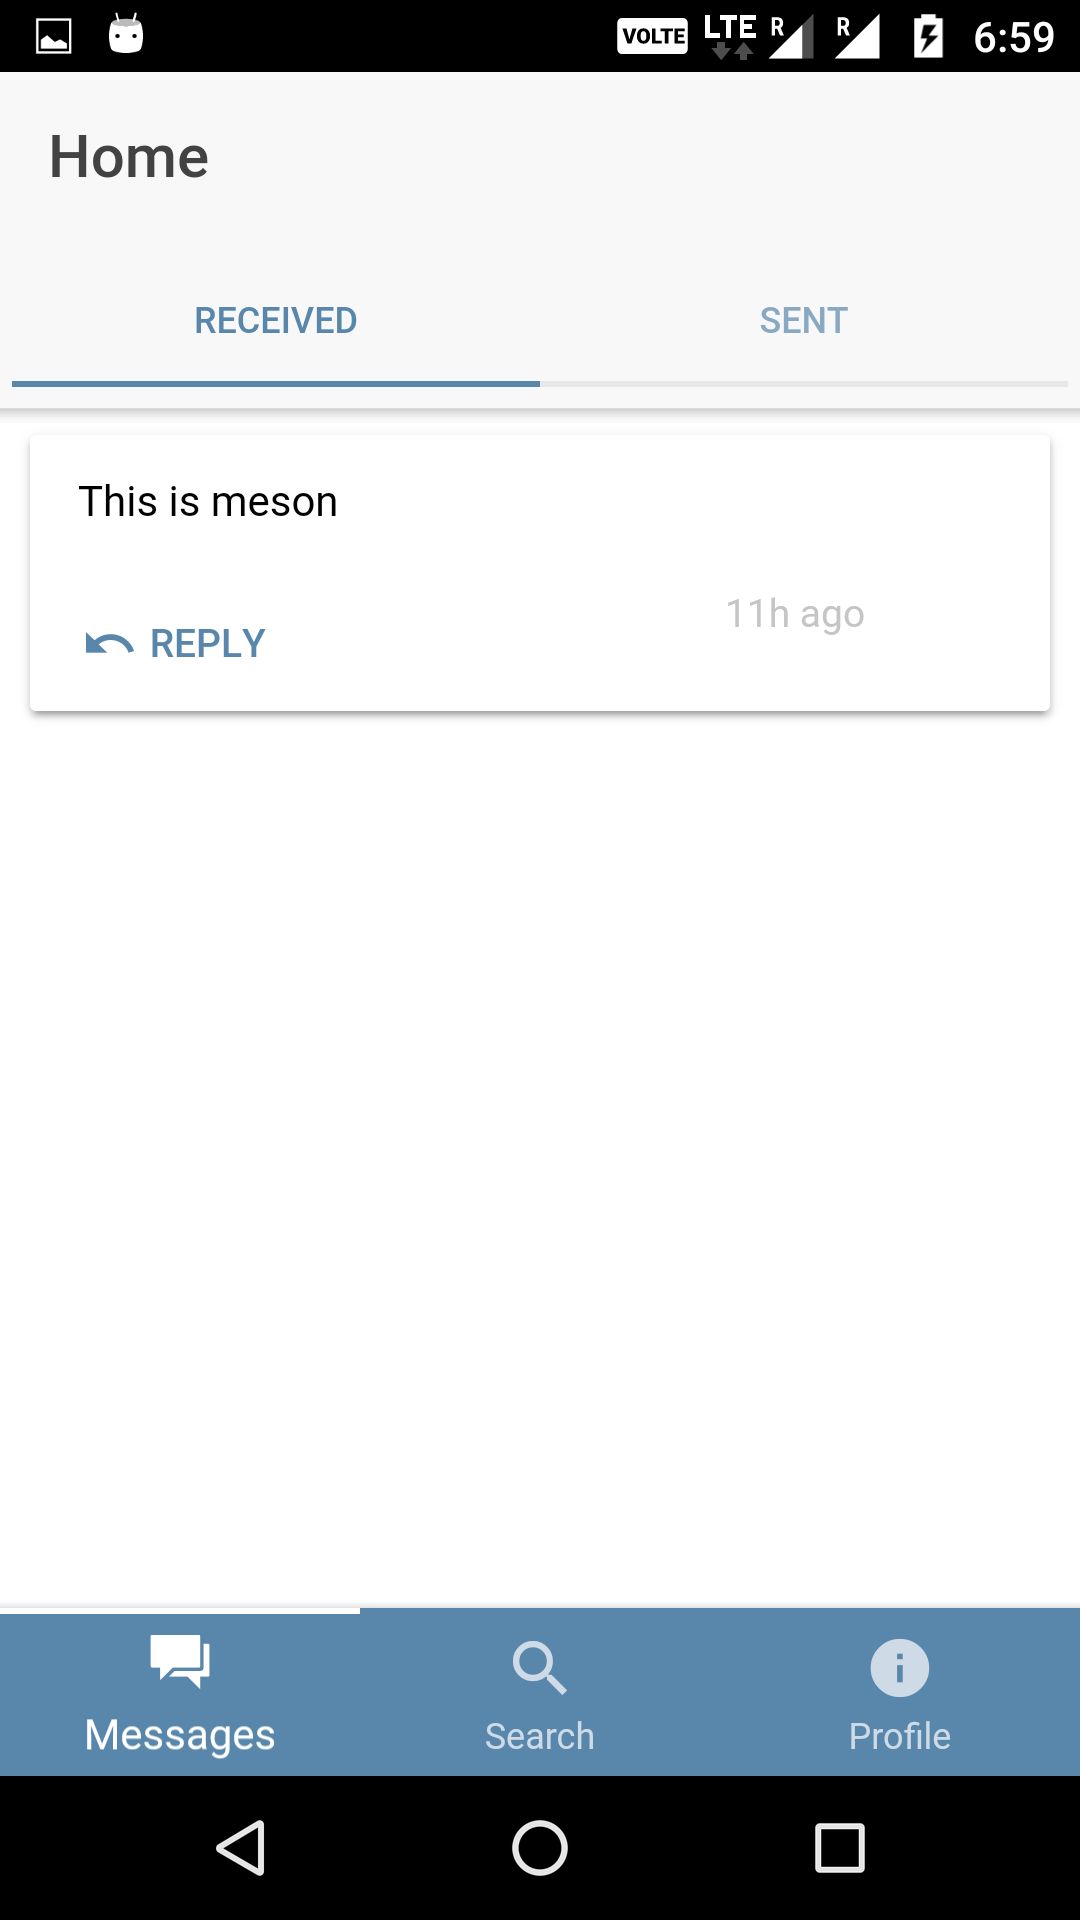 VOLTE LTE R R 6:59
Home
RECEIVED SENT
This is meson
11h ago
REPLY
Messages Search Profile